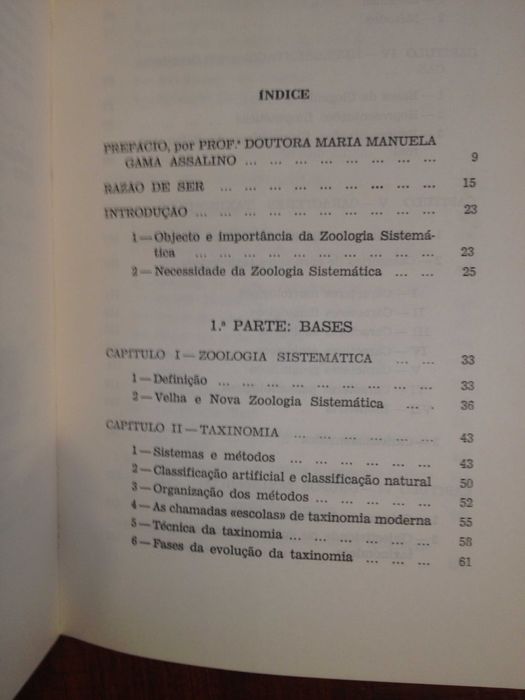 ÍNDICE
PREFÁCIO, por PROF.ª DOUTORA MARIA MANUELA
GAMA ASSALINO ... ... ... ... ... ... ... ... 9
RAZÃO DE SER ... ... ... ... ... ... ... ... ... 15
INTRODUÇÃO ... ... ... ... ... ... ... ... ... ... 23
1—Objecto e importância da Zoologia Sistemá-
tica ... ... ... ... ... ... ... ... ... ... 23
2—Necessidade da Zoologia Sistemática ... ... 25
1.ª PARTE: BASES
CAPÍTULO I—ZOOLOGIA SISTEMÁTICA ... ... 33
1—Definição ... ... ... ... ... ... ... ... ... 33
2—Velha e Nova Zoologia Sistemática ... . 36
CAPÍTULO II—TAXINOMIA ... ... ... ... ... ... 43
1—Sistemas e métodos ... ... ... ... ... ... 43
2—Classificação artificial e classificação natural 50
3—Organização dos métodos ... ... ... ... ... 52
4—As chamadas «escolas» de taxinomia moderna 55
5—Técnica da taxinomia ... ... ... ... ... ... 58
6—Fases da evolução da taxinomia ... ... ... 61